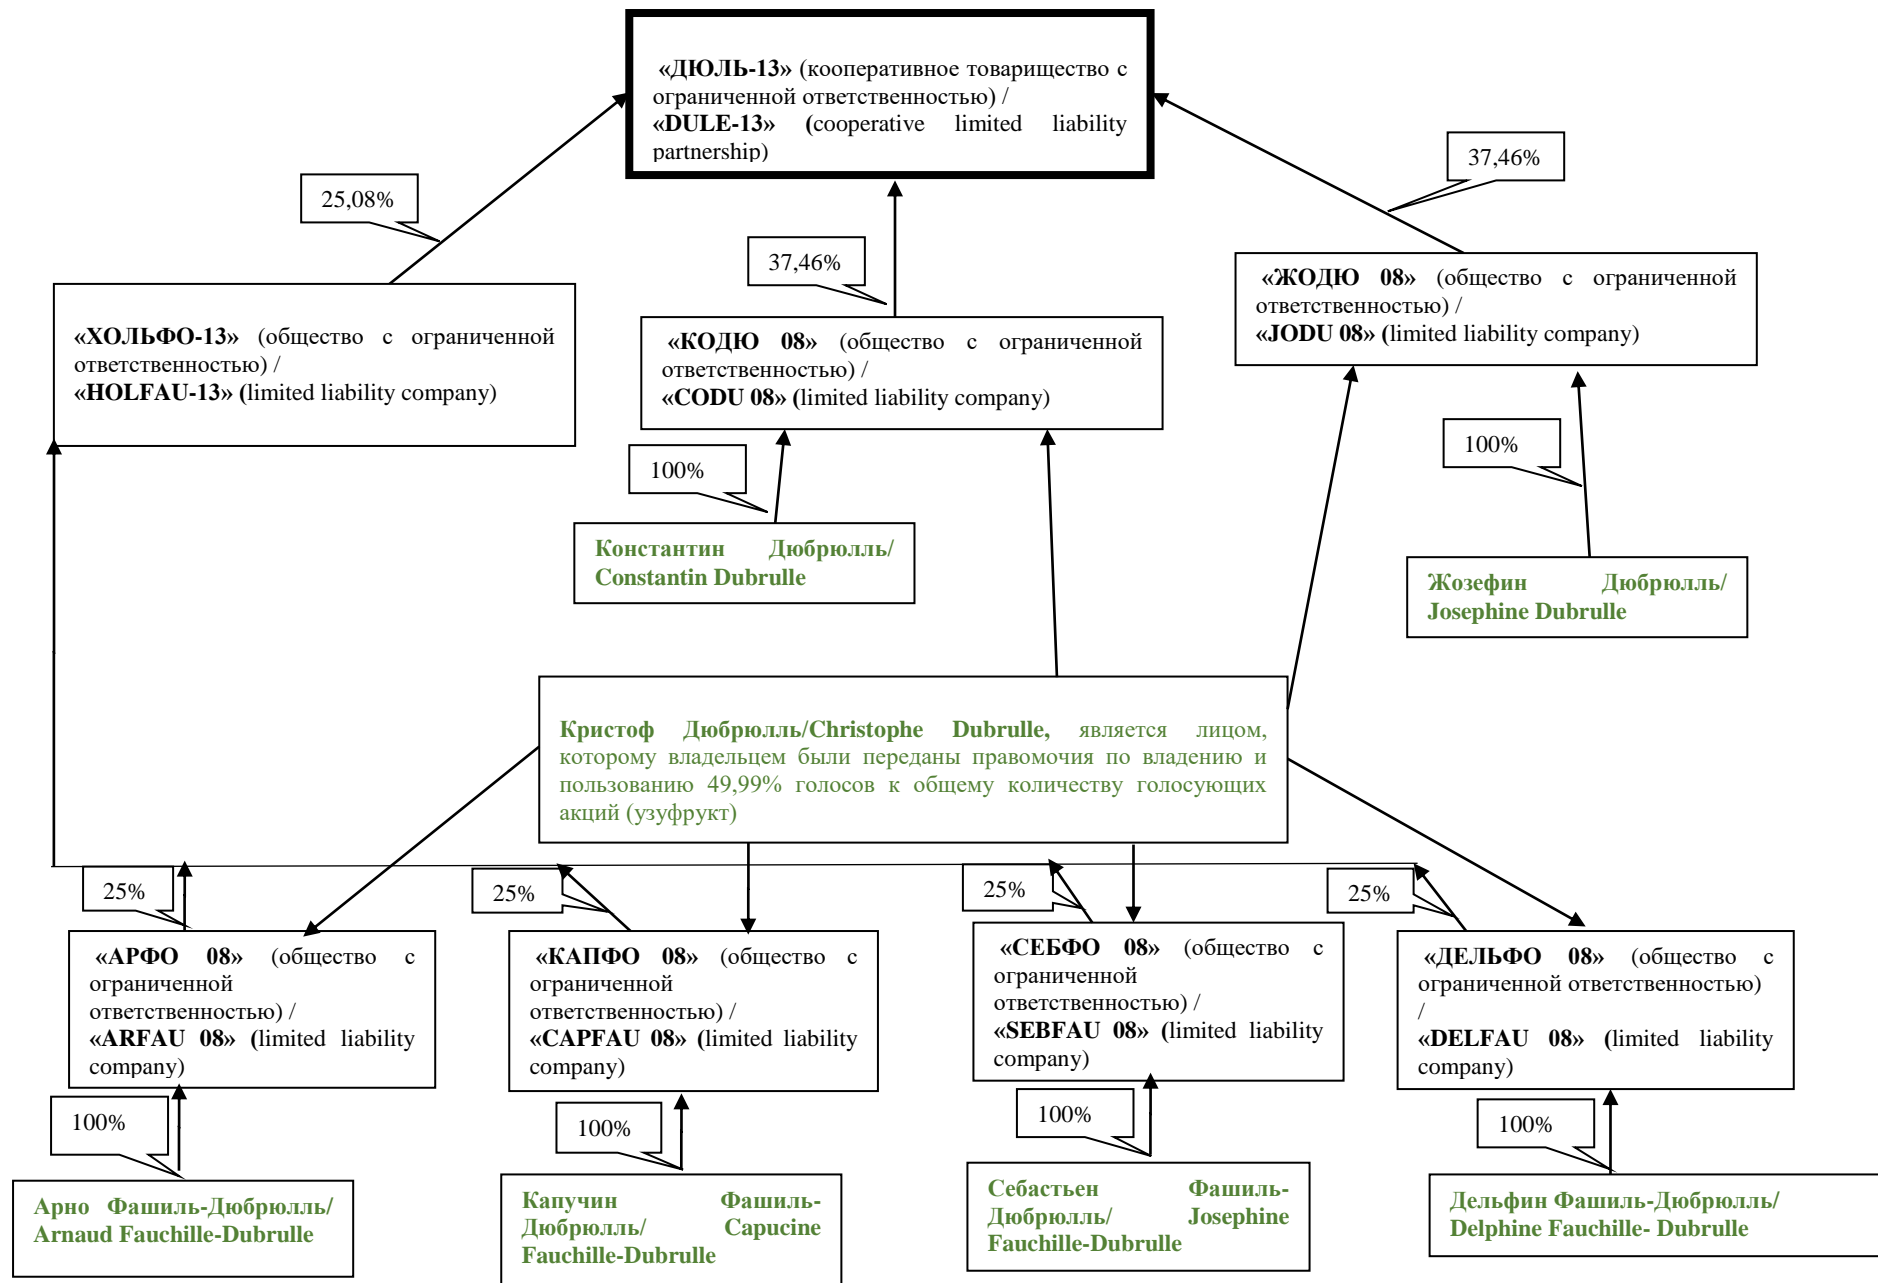 «ДЮЛЬ-13» (кооперативное товарищество с
ограниченной ответственностью) /
«DULE-13» (cooperative limited liability
partnership)
25,08%
37,46%
37,46%
«ХОЛЬФО-13» (общество с ограниченной
ответственностью) /
«HOLFAU-13» (limited liability company)
«КОДЮ 08» (общество с ограниченной
ответственностью) /
«CODU 08» (limited liability company)
«ЖОДЮ 08» (общество с ограниченной
ответственностью) /
«JODU 08» (limited liability company)
100%
100%
Константин Дюбрюлль/
Constantin Dubrulle
Жозефин Дюбрюлль/
Josephine Dubrulle
Кристоф Дюбрюлль/Christophe Dubrulle, является лицом,
которому владельцем были переданы правомочия по владению и
пользованию 49,99% голосов к общему количеству голосующих
акций (узуфрукт)
25%
25%
25%
25%
«АРФО 08» (общество с
ограниченной
ответственностью) /
«ARFAU 08» (limited liability
company)
«КАПФО 08» (общество с
ограниченной
ответственностью) /
«CAPFAU 08» (limited liability
company)
«СЕБФО 08» (общество с
ограниченной
ответственностью) /
«SEBFAU 08» (limited liability
company)
«ДЕЛЬФО 08» (общество с
ограниченной ответственностью)
/
«DELFAU 08» (limited liability
company)
100%
100%
100%
100%
Арно Фашиль-Дюбрюлль/
Arnaud Fauchille-Dubrulle
Капучин Фашиль-
Дюбрюлль/ Capucine
Fauchille-Dubrulle
Себастьен Фашиль-
Дюбрюлль/ Josephine
Fauchille-Dubrulle
Дельфин Фашиль-Дюбрюлль/
Delphine Fauchille- Dubrulle